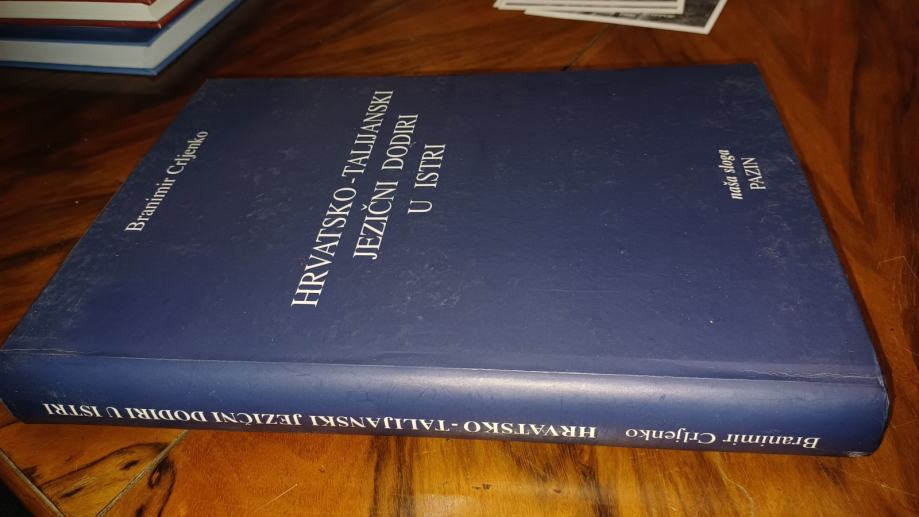 Branimir Crljenko
HRVATSKO-TALIJANSKI
JEZIČNI DODIRI
U ISTRI
naša sloga
PAZIN
Branimir Crljenko HRVATSKO-TALIJANSKI JEZIČNI DODIRI U ISTRI